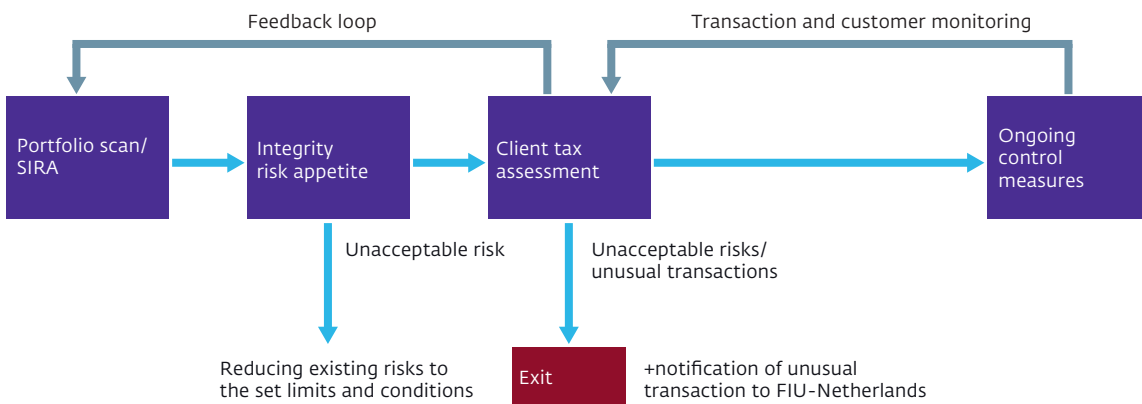 Feedback loop
Transaction and customer monitoring
Portfolio scan/
SIRA
Integrity
risk appetite
Client tax
assessment
Ongoing
control
measures
Unacceptable risk
Unacceptable risks/
unusual transactions
Reducing existing risks to
the set limits and conditions
Exit
+notification of unusual
transaction to FIU-Netherlands